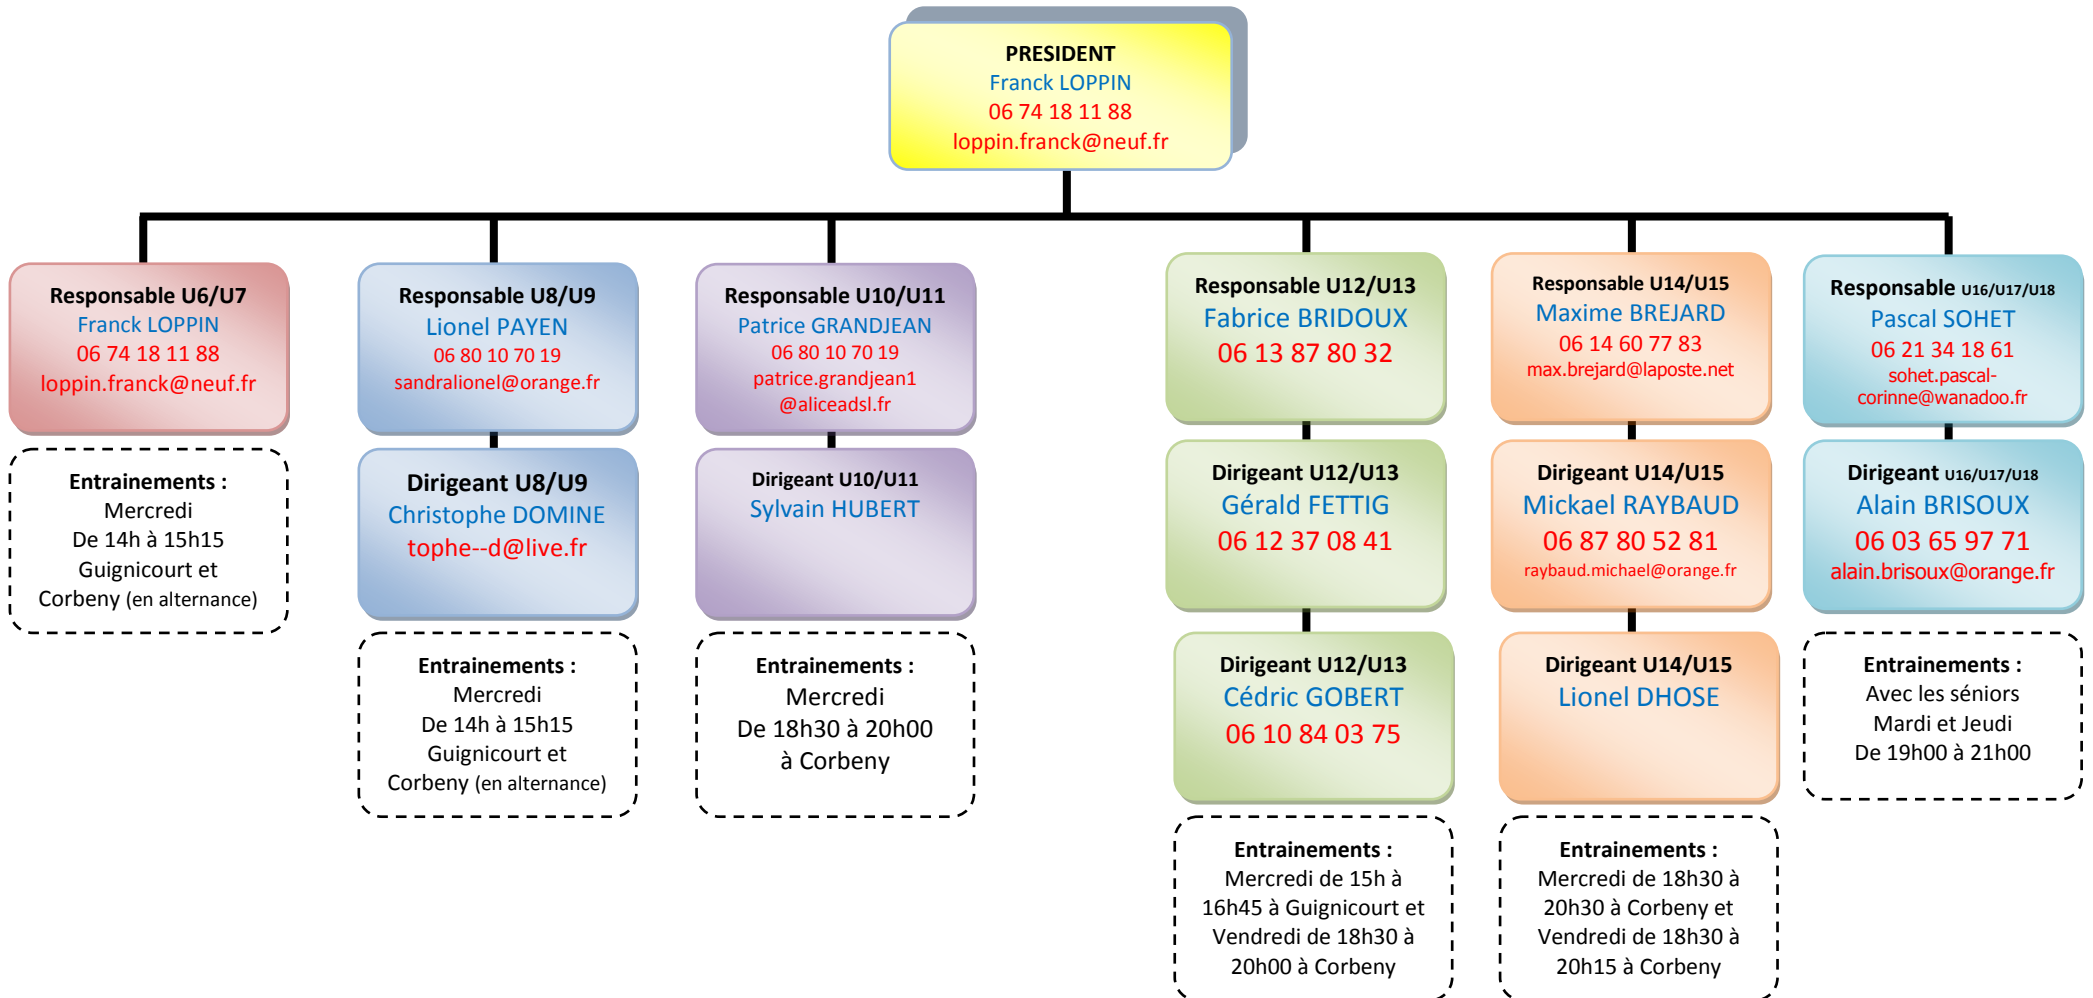 PRESIDENT
Franck LOPPIN
06 74 18 11 88
loppin.franck@neuf.fr
Responsable U6/U7
Franck LOPPIN
06 74 18 11 88
loppin.franck@neuf.fr
Entrainements :
Mercredi
De 14h à 15h15
Guignicourt et
Corbeny (en alternance)
Responsable U8/U9
Lionel PAYEN
06 80 10 70 19
sandralionel@orange.fr
Dirigeant U8/U9
Christophe DOMINE
tophe--d@live.fr
Entrainements :
Mercredi
De 14h à 15h15
Guignicourt et
Corbeny (en alternance)
Responsable U10/U11
Patrice GRANDJEAN
06 80 10 70 19
patrice.grandjean1
@aliceadsl.fr
Dirigeant U10/U11
Sylvain HUBERT
Entrainements :
Mercredi
De 18h30 à 20h00
à Corbeny
Responsable U12/U13
Fabrice BRIDOUX
06 13 87 80 32
Dirigeant U12/U13
Gérald FETTIG
06 12 37 08 41
Dirigeant U12/U13
Cédric GOBERT
06 10 84 03 75
Entrainements :
Mercredi de 15h à
16h45 à Guignicourt et
Vendredi de 18h30 à
20h00 à Corbeny
Responsable U14/U15
Maxime BREJARD
06 14 60 77 83
max.brejard@laposte.net
Dirigeant U14/U15
Mickael RAYBAUD
06 87 80 52 81
raybaud.michael@orange.fr
Dirigeant U14/U15
Lionel DHOSE
Entrainements :
Mercredi de 18h30 à
20h30 à Corbeny et
Vendredi de 18h30 à
20h15 à Corbeny
Responsable U16/U17/U18
Pascal SOHET
06 21 34 18 61
sohet.pascal-
corinne@wanadoo.fr
Dirigeant U16/U17/U18
Alain BRISOUX
06 03 65 97 71
alain.brisoux@orange.fr
Entrainements :
Avec les séniors
Mardi et Jeudi
De 19h00 à 21h00